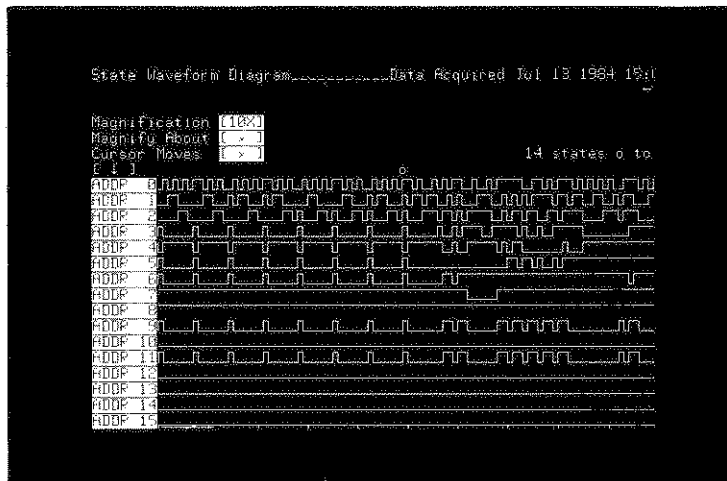 State Waveform Diagram..............Data Acquired Jul 13 1984 15:
Magnification [10X]
Magnify About [ x ]
Cursor Moves [ x ] 14 states o to
[ ↓ ] o
ADDR 0
ADDR 1
ADDR 2
ADDR 3
ADDR 4
ADDR 5
ADDR 6
ADDR 7
ADDR 8
ADDR 9
ADDR 10
ADDR 11
ADDR 12
ADDR 13
ADDR 14
ADDR 15